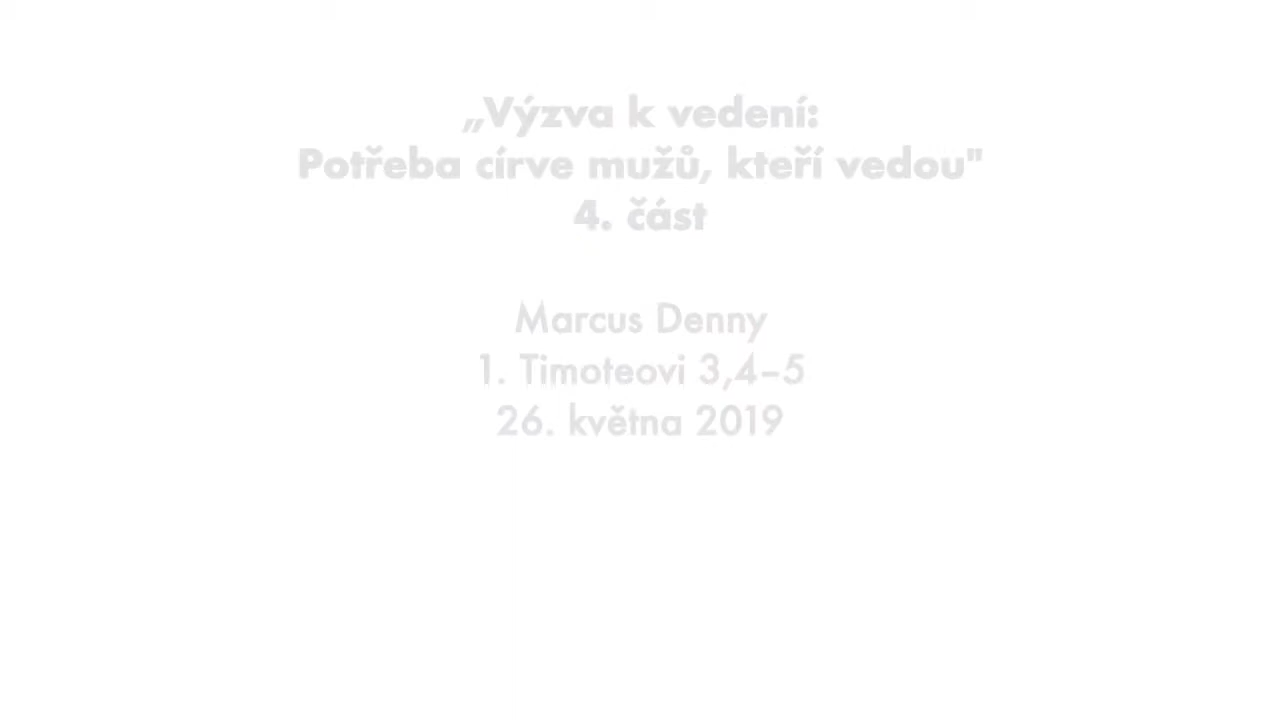 „Výzva k vedení:
Potřeba církve mužů, kteří vedou"
4. část
Marcus Denny
1. Timoteovi 3,4–5
26. května 2019